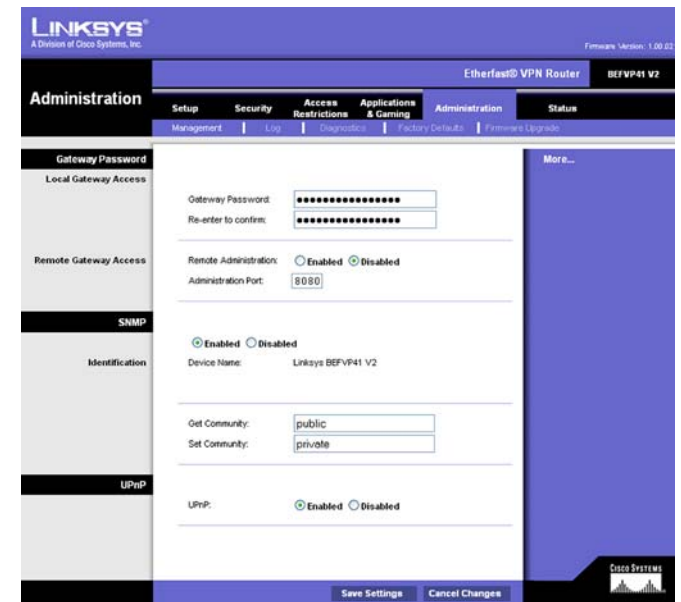 LINKSYS®
A Division of Cisco Systems, Inc.
Firmware Version: 1.00.02
Etherfast® VPN Router BEFVP41 V2
Administration
Setup Security Access Restrictions Applications & Gaming Administration Status
Management | Log | Diagnostics | Factory Defaults | Firmware Upgrade
Gateway Password
More...
Local Gateway Access
Gateway Password: ●●●●●●●●●●●●●●●●
Re-enter to confirm: ●●●●●●●●●●●●●●●●
Remote Gateway Access
Remote Administration: Enabled Disabled
Administration Port: 8080
SNMP
Enabled Disabled
Identification
Device Name: Linksys BEFVP41 V2
Get Community: public
Set Community: private
UPnP
UPnP: Enabled Disabled
Save Settings Cancel Changes
CISCO SYSTEMS